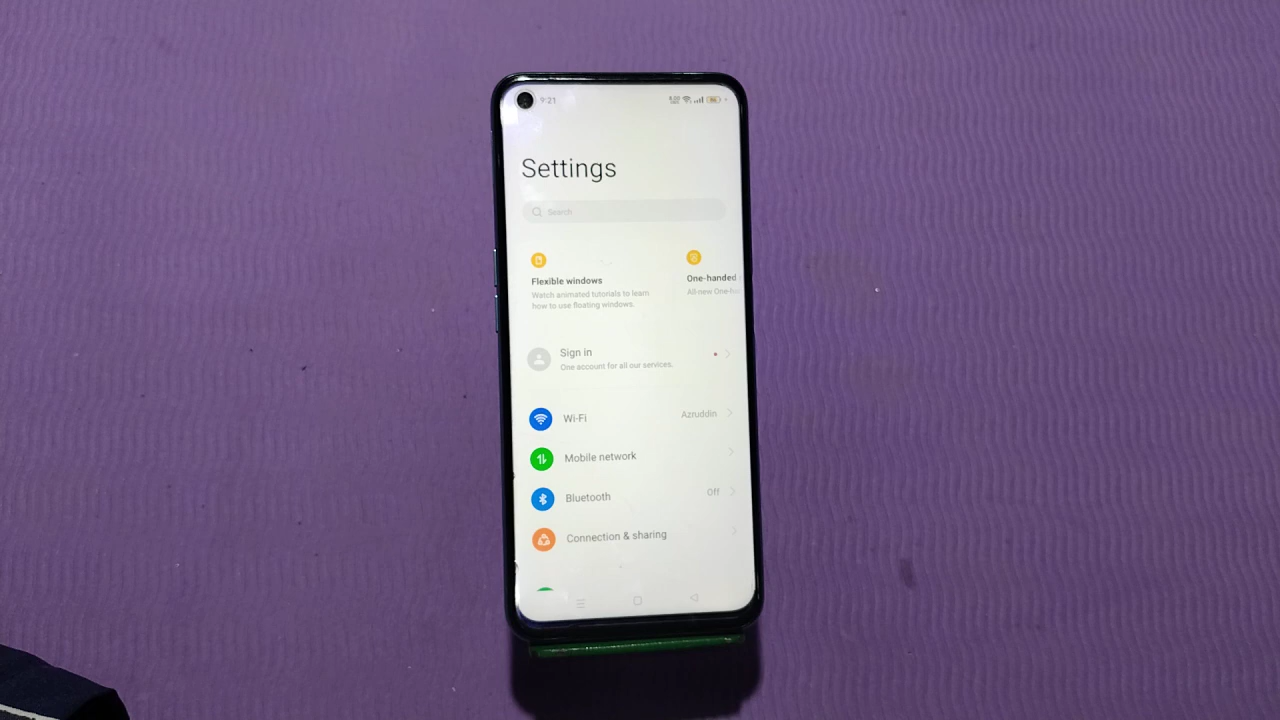 9:21
Settings
Search
Flexible windows
Watch animated tutorials to learn
how to use floating windows.
One-handed
All-new One-han
Sign in
One account for all our services.
Wi-Fi
Azruddin
Mobile network
Bluetooth
Off
Connection & sharing